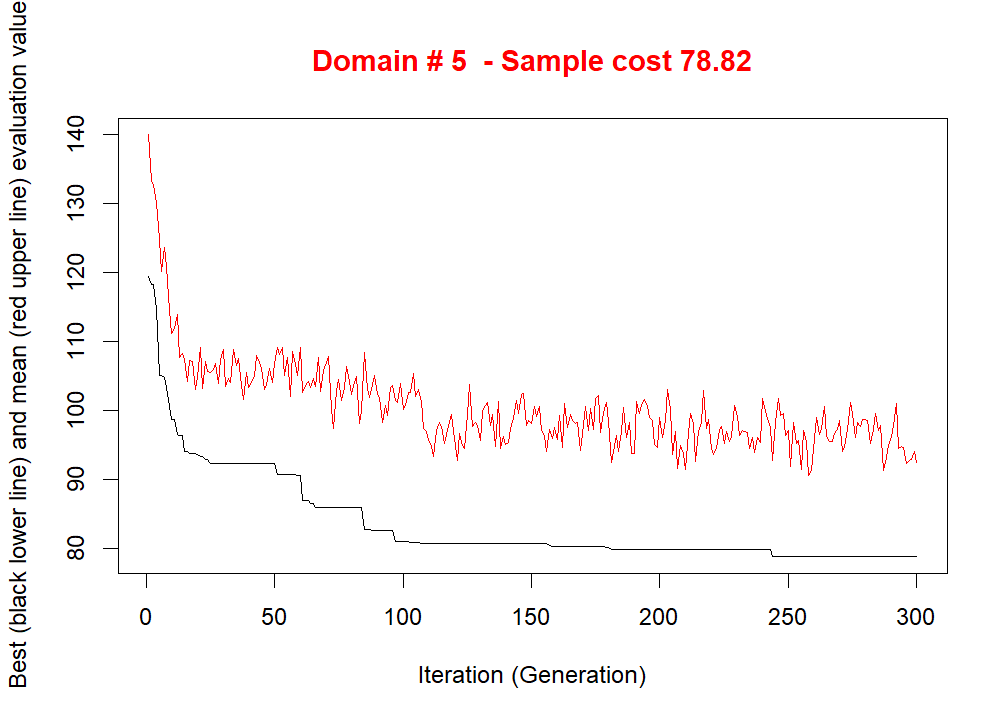 Domain # 5  - Sample cost 78.82
Best (black lower line) and mean (red upper line) evaluation value
140
130
120
110
100
90
80
0 50 100 150 200 250 300
Iteration (Generation)